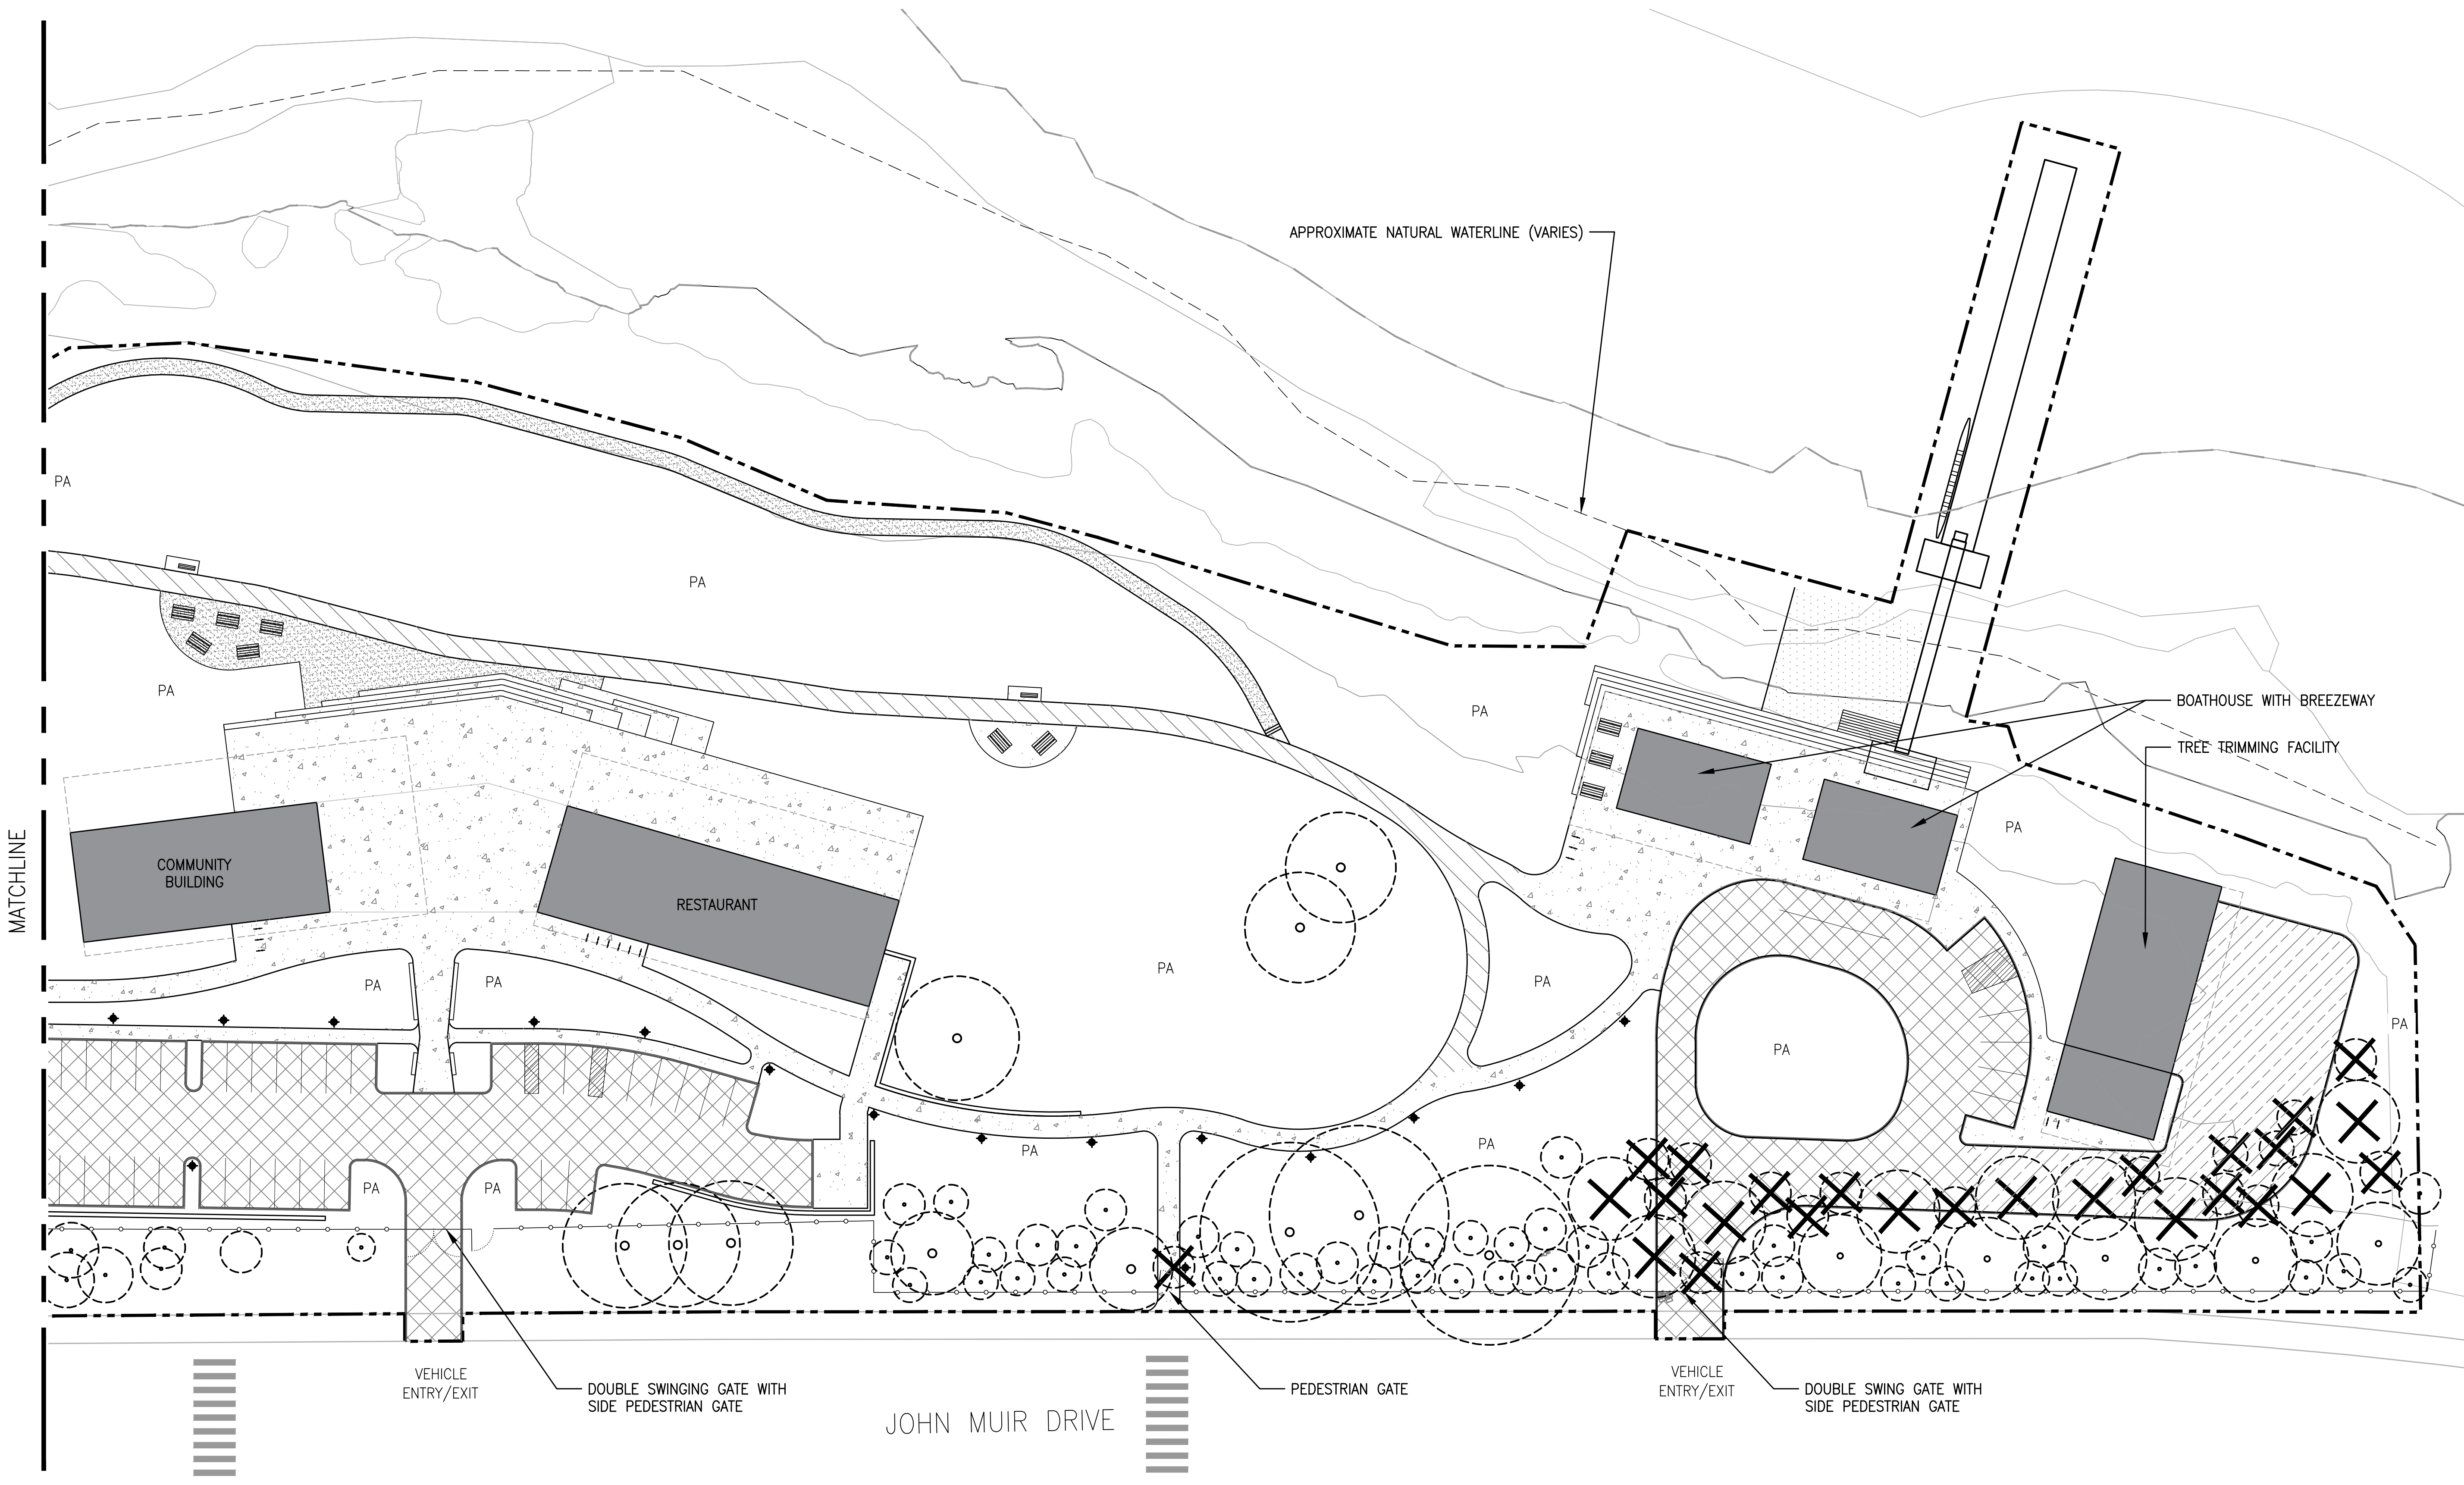 APPROXIMATE NATURAL WATERLINE (VARIES)
PA
PA
PA
PA
BOATHOUSE WITH BREEZEWAY
TREE TRIMMING FACILITY
PA
MATCHLINE
COMMUNITY
BUILDING
RESTAURANT
PA
PA
PA
PA
PA
PA
PA
PA
PA
PA
PA
VEHICLE
ENTRY/EXIT
DOUBLE SWINGING GATE WITH
SIDE PEDESTRIAN GATE
JOHN MUIR DRIVE
PEDESTRIAN GATE
VEHICLE
ENTRY/EXIT
DOUBLE SWING GATE WITH
SIDE PEDESTRIAN GATE